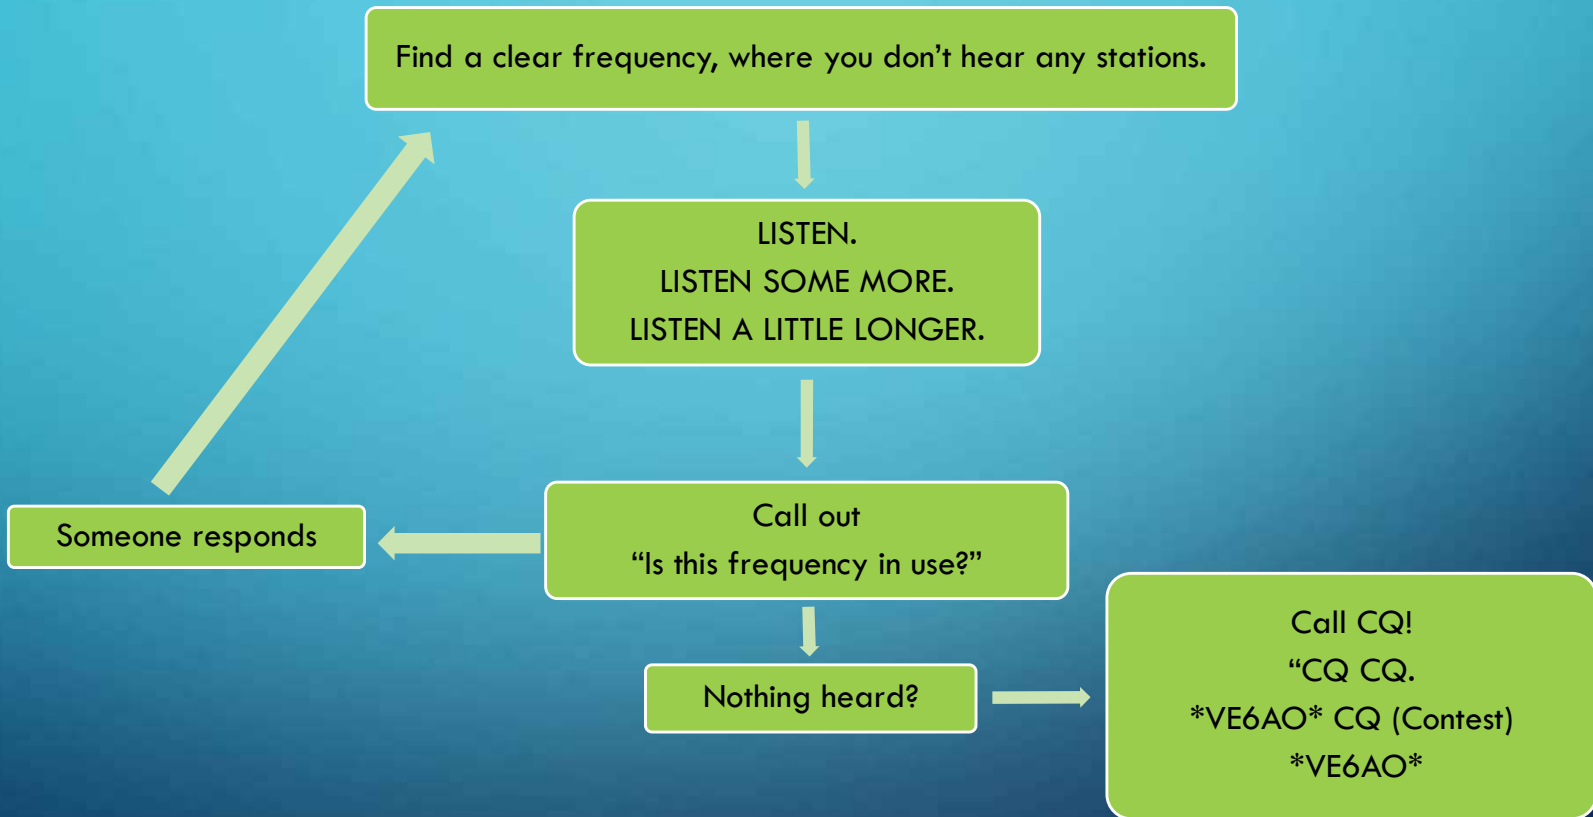 Find a clear frequency, where you don’t hear any stations.
LISTEN.
LISTEN SOME MORE.
LISTEN A LITTLE LONGER.
Call out
“Is this frequency in use?”
Someone responds
Nothing heard?
Call CQ!
“CQ CQ.
*VE6AO* CQ (Contest)
*VE6AO*